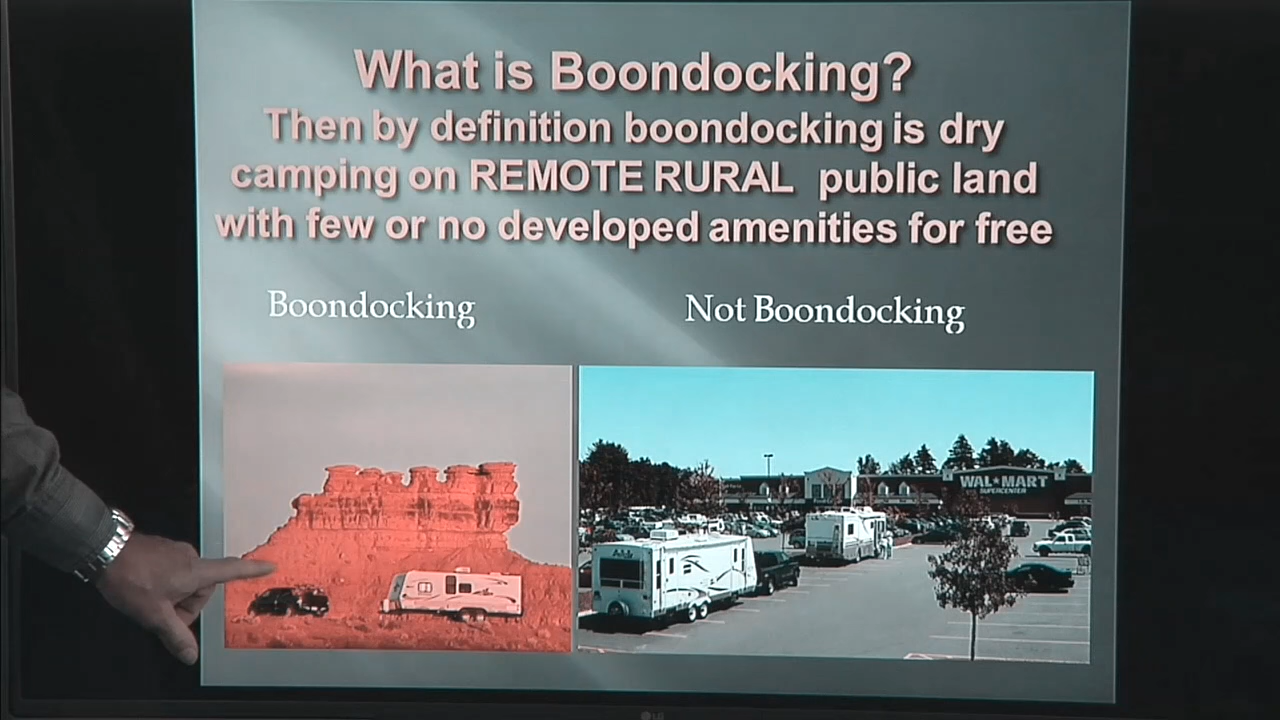 What is Boondocking?
Then by definition boondocking is dry
camping on REMOTE RURAL public land
with few or no developed amenities for free
Boondocking
Not Boondocking
WAL★MART
SUPERCENTER
LG